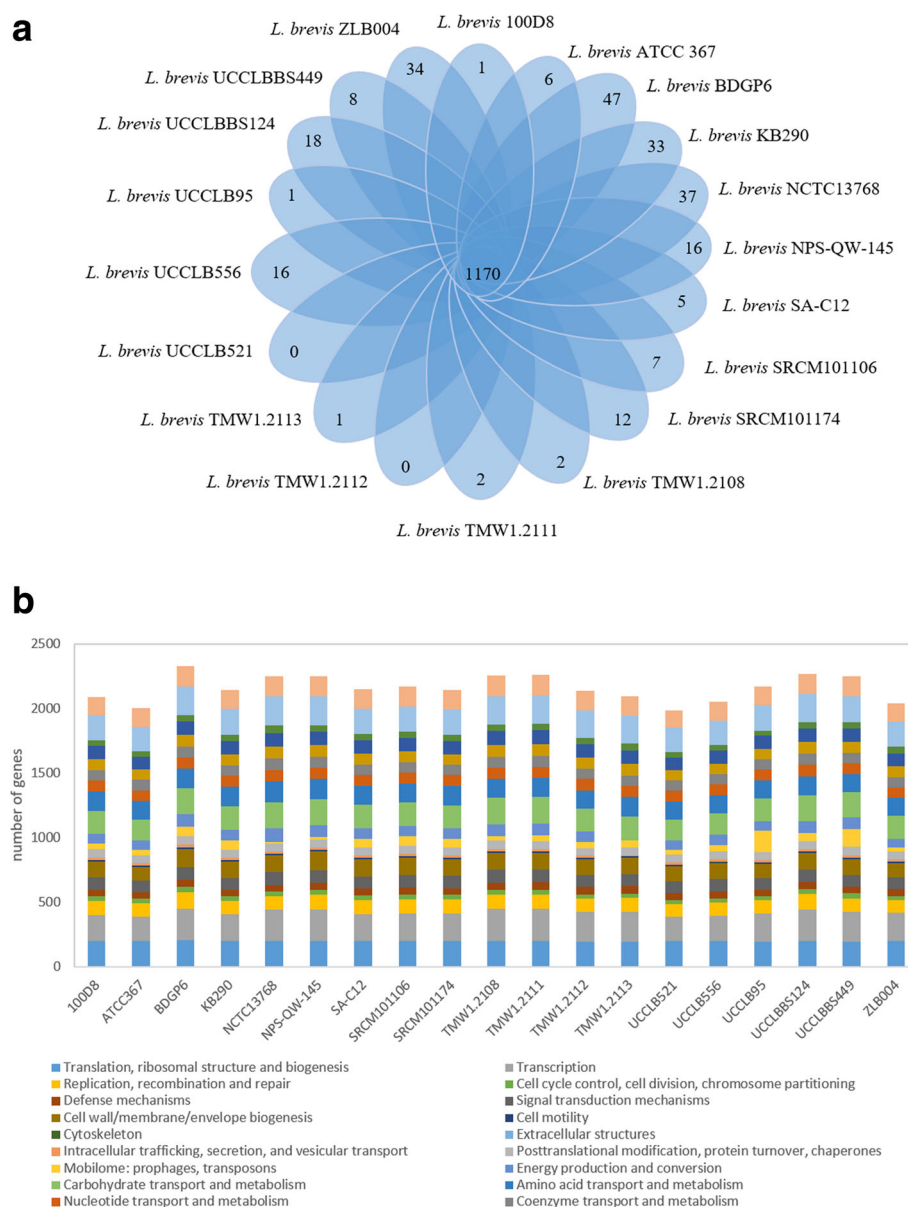 a
L. brevis 100D8
L. brevis ZLB004
L. brevis ATCC 367
L. brevis UCCLBBS449
L. brevis BDGP6
L. brevis UCCLBBS124
L. brevis KB290
L. brevis UCCLB95
L. brevis NCTC13768
L. brevis UCCLB556
L. brevis NPS-QW-145
L. brevis UCCLB521
L. brevis SA-C12
L. brevis TMW1.2113
L. brevis SRCM101106
L. brevis TMW1.2112
L. brevis SRCM101174
L. brevis TMW1.2111
L. brevis TMW1.2108
34
1
6
47
8
33
18
37
1
16
16
1170
5
0
7
1
12
0
2
2
b
number of genes
2500
2000
1500
1000
500
0
100D8
ATCC367
BDGP6
KB290
NCTC13768
NPS-QW-145
SA-C12
SRCM101106
SRCM101174
TMW1.2108
TMW1.2111
TMW1.2112
TMW1.2113
UCCLB521
UCCLB556
UCCLB95
UCCLBBS124
UCCLBBS449
ZLB004
Translation, ribosomal structure and biogenesis
Transcription
Replication, recombination and repair
Cell cycle control, cell division, chromosome partitioning
Defense mechanisms
Signal transduction mechanisms
Cell wall/membrane/envelope biogenesis
Cell motility
Cytoskeleton
Extracellular structures
Intracellular trafficking, secretion, and vesicular transport
Posttranslational modification, protein turnover, chaperones
Mobilome: prophages, transposons
Energy production and conversion
Carbohydrate transport and metabolism
Amino acid transport and metabolism
Nucleotide transport and metabolism
Coenzyme transport and metabolism